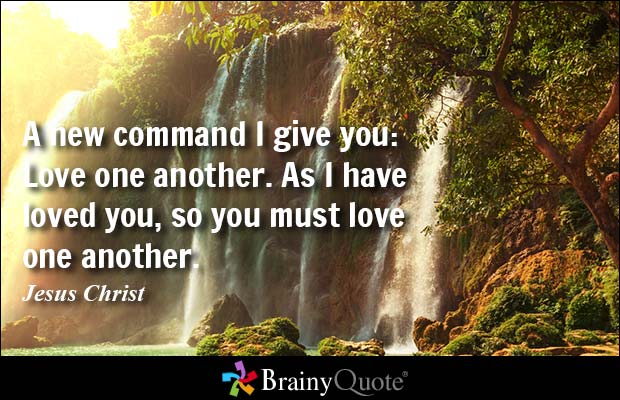 A new command I give you:
Love one another. As I have
loved you, so you must love
one another.
Jesus Christ
BrainyQuote®